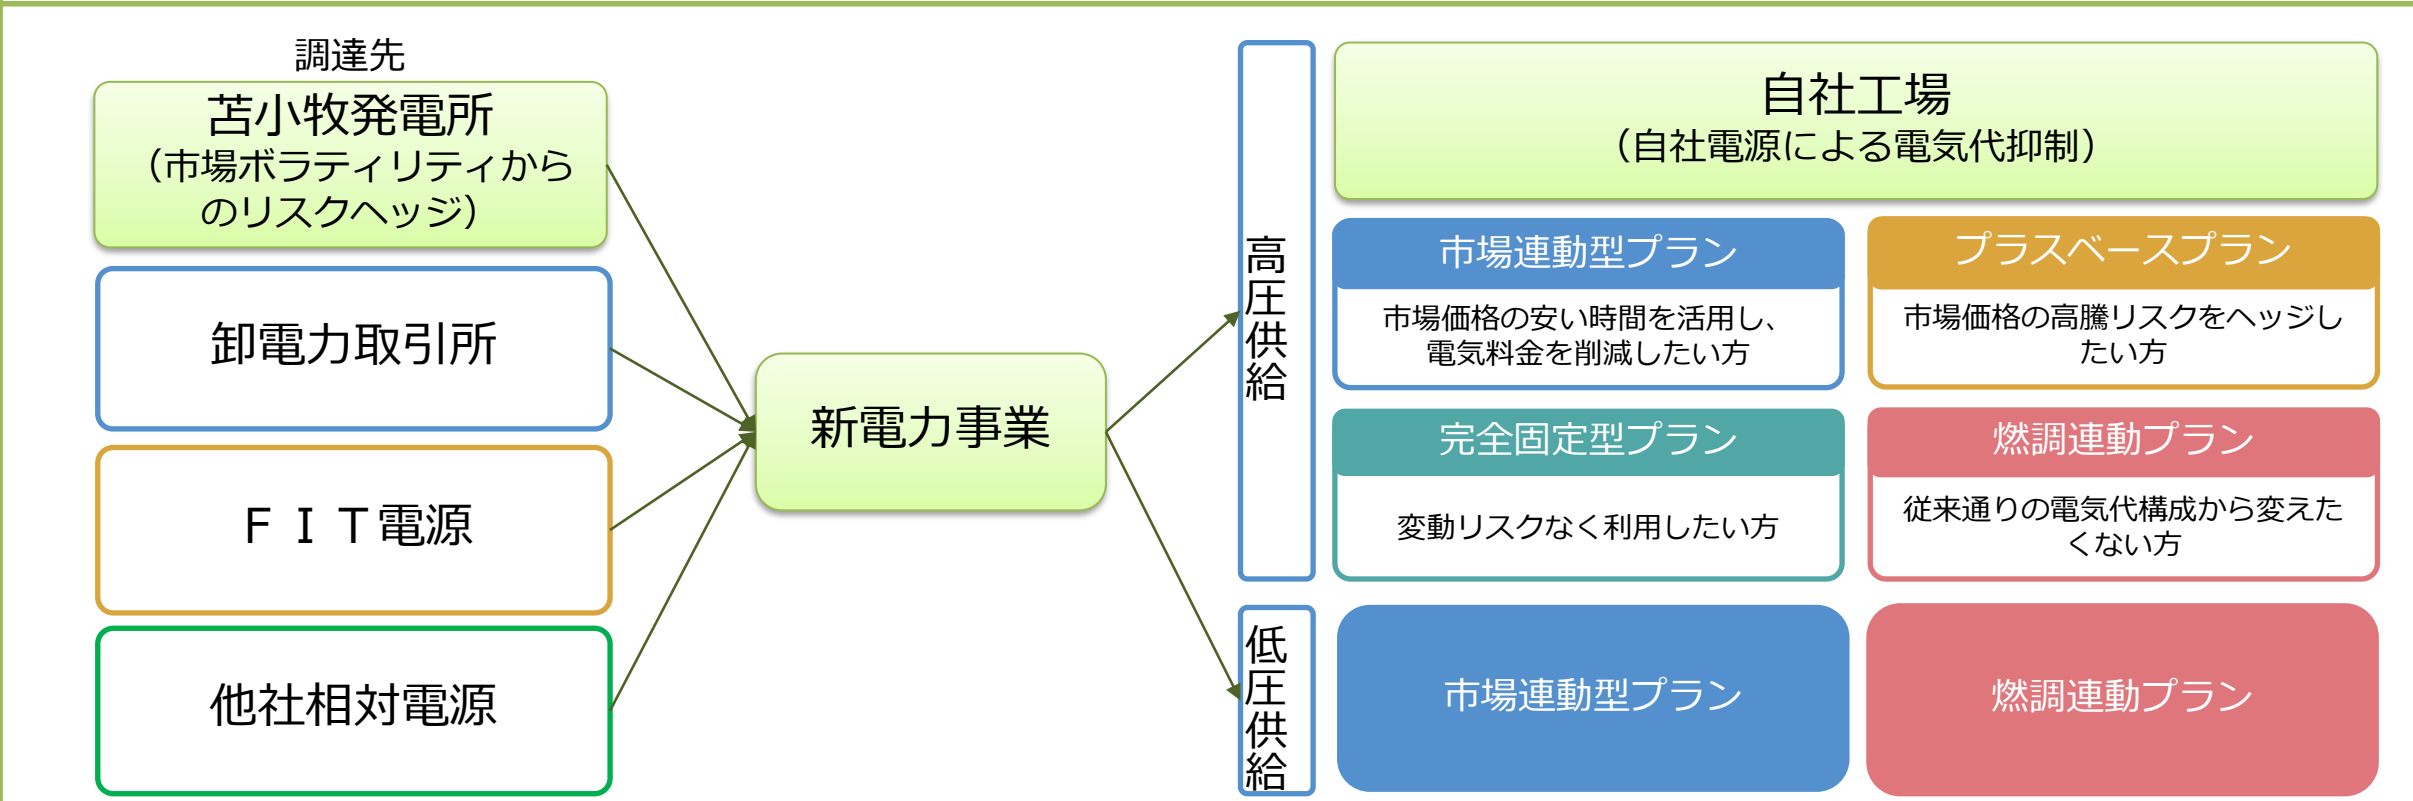 調達先
苫小牧発電所
（市場ボラティリティから
のリスクヘッジ）
卸電力取引所
ＦＩＴ電源
他社相対電源
新電力事業
高圧供給
自社工場
（自社電源による電気代抑制）
市場連動型プラン
市場価格の安い時間を活用し、
電気料金を削減したい方
プラスベースプラン
市場価格の高騰リスクをヘッジし
たい方
完全固定型プラン
変動リスクなく利用したい方
燃調連動プラン
従来通りの電気代構成から変えた
くない方
低圧供給
市場連動型プラン
燃調連動プラン